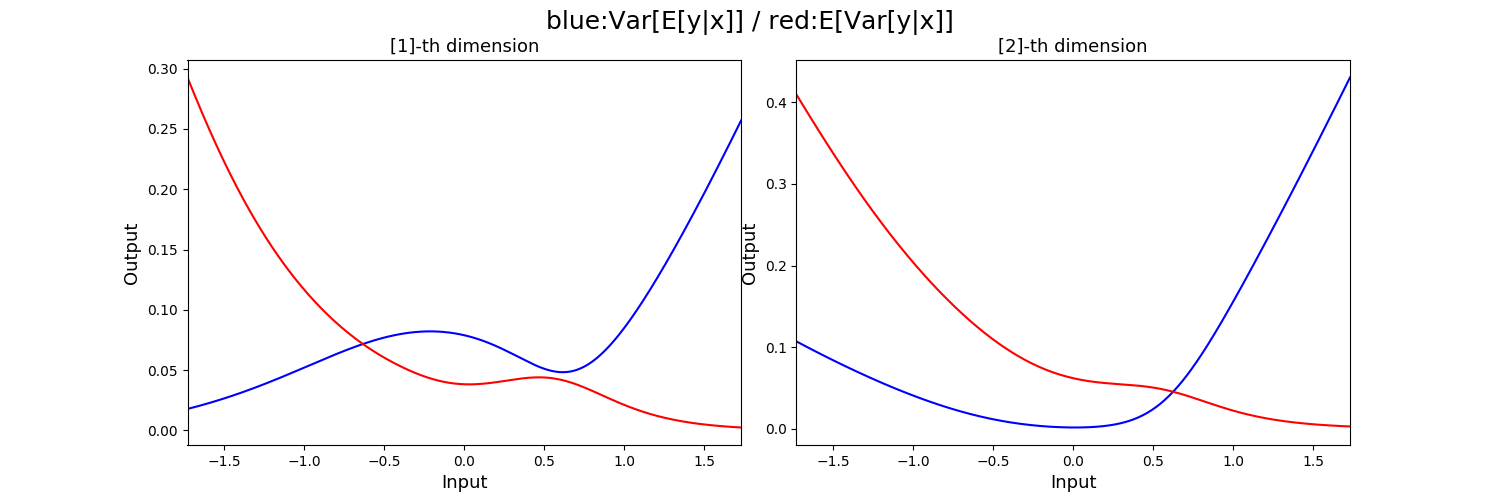 blue:Var[E[y|x]] / red:E[Var[y|x]]
[1]-th dimension
0.30
0.25
0.20
0.15
0.10
0.05
0.00
Output
−1.5 −1.0 −0.5 0.0 0.5 1.0 1.5
Input
[2]-th dimension
0.4
0.3
0.2
0.1
0.0
Output
−1.5 −1.0 −0.5 0.0 0.5 1.0 1.5
Input